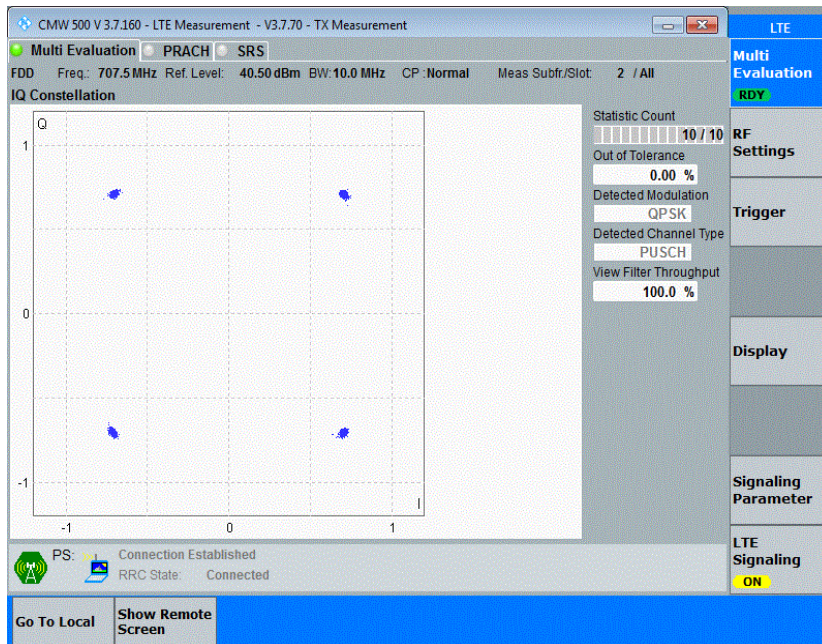 CMW 500 V 3.7.160 - LTE Measurement - V3.7.70 - TX Measurement
LTE
Multi Evaluation PRACH SRS
FDD Freq.: 707.5 MHz Ref. Level: 40.50 dBm BW: 10.0 MHz CP : Normal Meas Subfr./Slot: 2 / All
IQ Constellation
Q
1
0
-1
I
-1 0 1
Statistic Count
10 / 10
Out of Tolerance
0.00 %
Detected Modulation
QPSK
Detected Channel Type
PUSCH
View Filter Throughput
100.0 %
Multi
Evaluation
RDY
RF
Settings
Trigger
Display
Signaling
Parameter
LTE
Signaling
ON
PS: Connection Established
RRC State: Connected
Go To Local
Show Remote
Screen